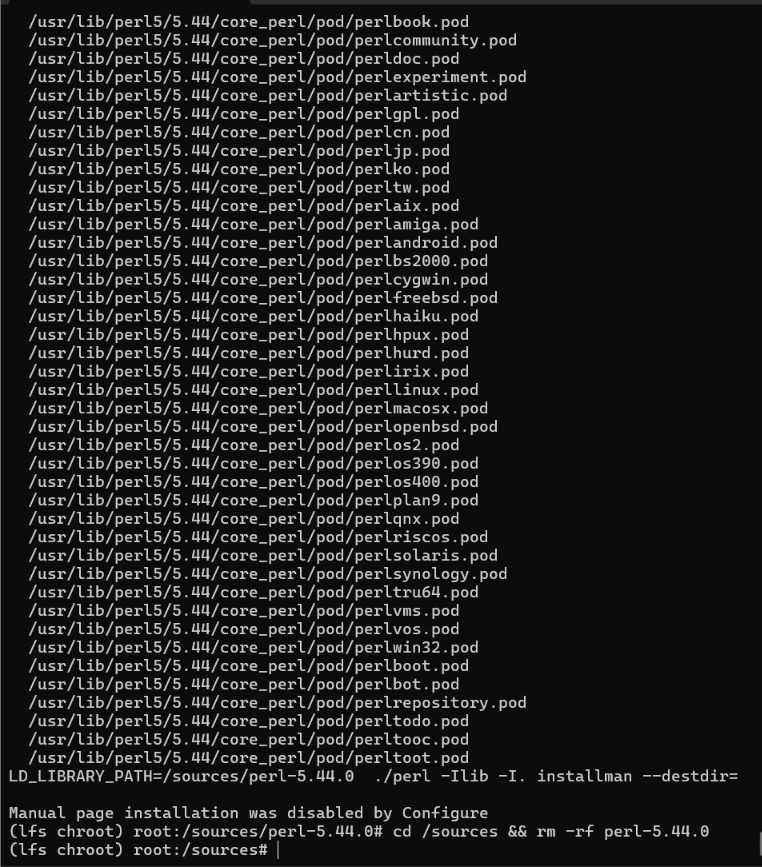 /usr/lib/perl5/5.44/core_perl/pod/perlbook.pod
/usr/lib/perl5/5.44/core_perl/pod/perlcommunity.pod
/usr/lib/perl5/5.44/core_perl/pod/perldoc.pod
/usr/lib/perl5/5.44/core_perl/pod/perlexperiment.pod
/usr/lib/perl5/5.44/core_perl/pod/perlartistic.pod
/usr/lib/perl5/5.44/core_perl/pod/perlgpl.pod
/usr/lib/perl5/5.44/core_perl/pod/perlcn.pod
/usr/lib/perl5/5.44/core_perl/pod/perljp.pod
/usr/lib/perl5/5.44/core_perl/pod/perlko.pod
/usr/lib/perl5/5.44/core_perl/pod/perltw.pod
/usr/lib/perl5/5.44/core_perl/pod/perlaix.pod
/usr/lib/perl5/5.44/core_perl/pod/perlamiga.pod
/usr/lib/perl5/5.44/core_perl/pod/perlandroid.pod
/usr/lib/perl5/5.44/core_perl/pod/perlbs2000.pod
/usr/lib/perl5/5.44/core_perl/pod/perlcygwin.pod
/usr/lib/perl5/5.44/core_perl/pod/perlfreebsd.pod
/usr/lib/perl5/5.44/core_perl/pod/perlhaiku.pod
/usr/lib/perl5/5.44/core_perl/pod/perlhpux.pod
/usr/lib/perl5/5.44/core_perl/pod/perlhurd.pod
/usr/lib/perl5/5.44/core_perl/pod/perlirix.pod
/usr/lib/perl5/5.44/core_perl/pod/perllinux.pod
/usr/lib/perl5/5.44/core_perl/pod/perlmacosx.pod
/usr/lib/perl5/5.44/core_perl/pod/perlopenbsd.pod
/usr/lib/perl5/5.44/core_perl/pod/perlos2.pod
/usr/lib/perl5/5.44/core_perl/pod/perlos390.pod
/usr/lib/perl5/5.44/core_perl/pod/perlos400.pod
/usr/lib/perl5/5.44/core_perl/pod/perlplan9.pod
/usr/lib/perl5/5.44/core_perl/pod/perlqnx.pod
/usr/lib/perl5/5.44/core_perl/pod/perlriscos.pod
/usr/lib/perl5/5.44/core_perl/pod/perlsolaris.pod
/usr/lib/perl5/5.44/core_perl/pod/perlsynology.pod
/usr/lib/perl5/5.44/core_perl/pod/perltru64.pod
/usr/lib/perl5/5.44/core_perl/pod/perlvms.pod
/usr/lib/perl5/5.44/core_perl/pod/perlvos.pod
/usr/lib/perl5/5.44/core_perl/pod/perlwin32.pod
/usr/lib/perl5/5.44/core_perl/pod/perlboot.pod
/usr/lib/perl5/5.44/core_perl/pod/perlbot.pod
/usr/lib/perl5/5.44/core_perl/pod/perlrepository.pod
/usr/lib/perl5/5.44/core_perl/pod/perltodo.pod
/usr/lib/perl5/5.44/core_perl/pod/perltooc.pod
/usr/lib/perl5/5.44/core_perl/pod/perltoot.pod
LD_LIBRARY_PATH=/sources/perl-5.44.0  ./perl -Ilib -I. installman --destdir=
Manual page installation was disabled by Configure
(lfs chroot) root:/sources/perl-5.44.0# cd /sources && rm -rf perl-5.44.0
(lfs chroot) root:/sources#